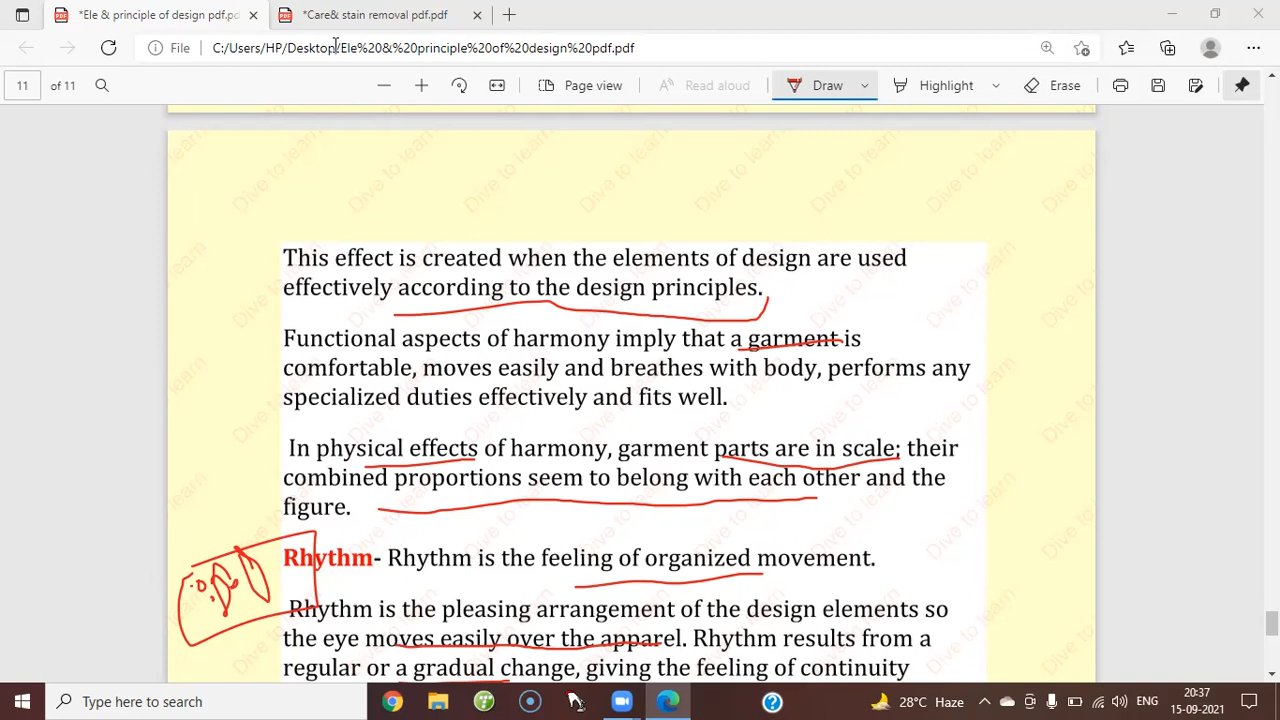 *Ele & principle of design pdf.pd
*Care& stain removal pdf.pdf
File
C:/Users/HP/Desktop/Ele%20&%20principle%20of%20design%20pdf.pdf
11 of 11
Page view
Read aloud
Draw
Highlight
Erase
Dive to learn
This effect is created when the elements of design are used
effectively according to the design principles.
Functional aspects of harmony imply that a garment is
comfortable, moves easily and breathes with body, performs any
specialized duties effectively and fits well.
In physical effects of harmony, garment parts are in scale; their
combined proportions seem to belong with each other and the
figure.
Rhythm- Rhythm is the feeling of organized movement.
Rhythm is the pleasing arrangement of the design elements so
the eye moves easily over the apparel. Rhythm results from a
regular or a gradual change, giving the feeling of continuity
Type here to search
28°C Haze
ENG
20:37
15-09-2021